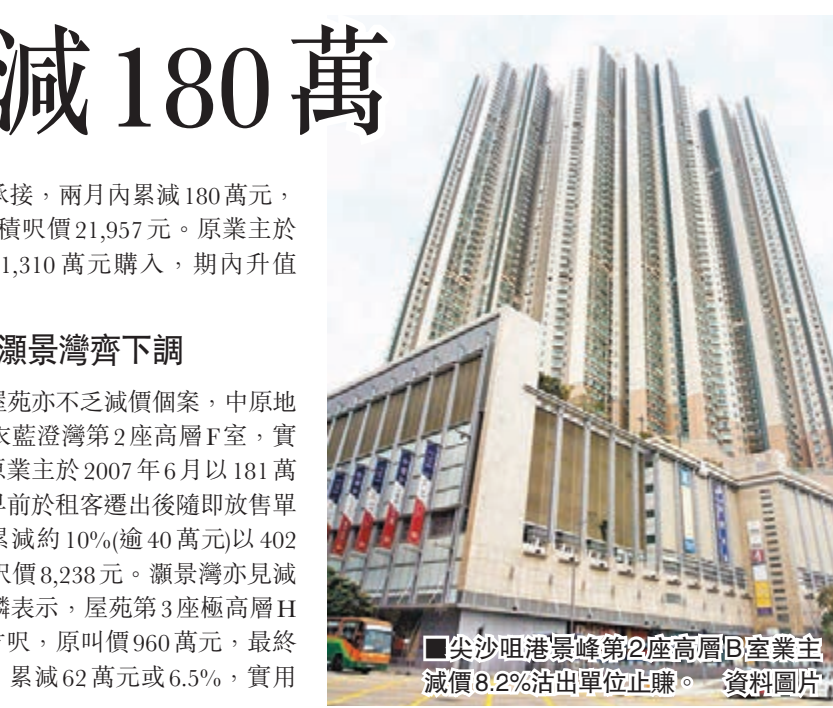 減180萬
承接，兩月內累減180萬元，
積呎價21,957元。原業主於
1,310萬元購入，期內升值
灝景灣齊下調
屋苑亦不乏減價個案，中原地
衣藍澄灣第2座高層F室，實
原業主於2007年6月以181萬
早前於租客遷出後隨即放售單
累減約10%(逾40萬元)以402
呎價8,238元。灝景灣亦見減
麟表示，屋苑第3座極高層H
方呎，原叫價960萬元，最終
累減62萬元或6.5%，實用
■尖沙咀港景峰第2座高層B室業主
減價8.2%沽出單位止賺。 資料圖片